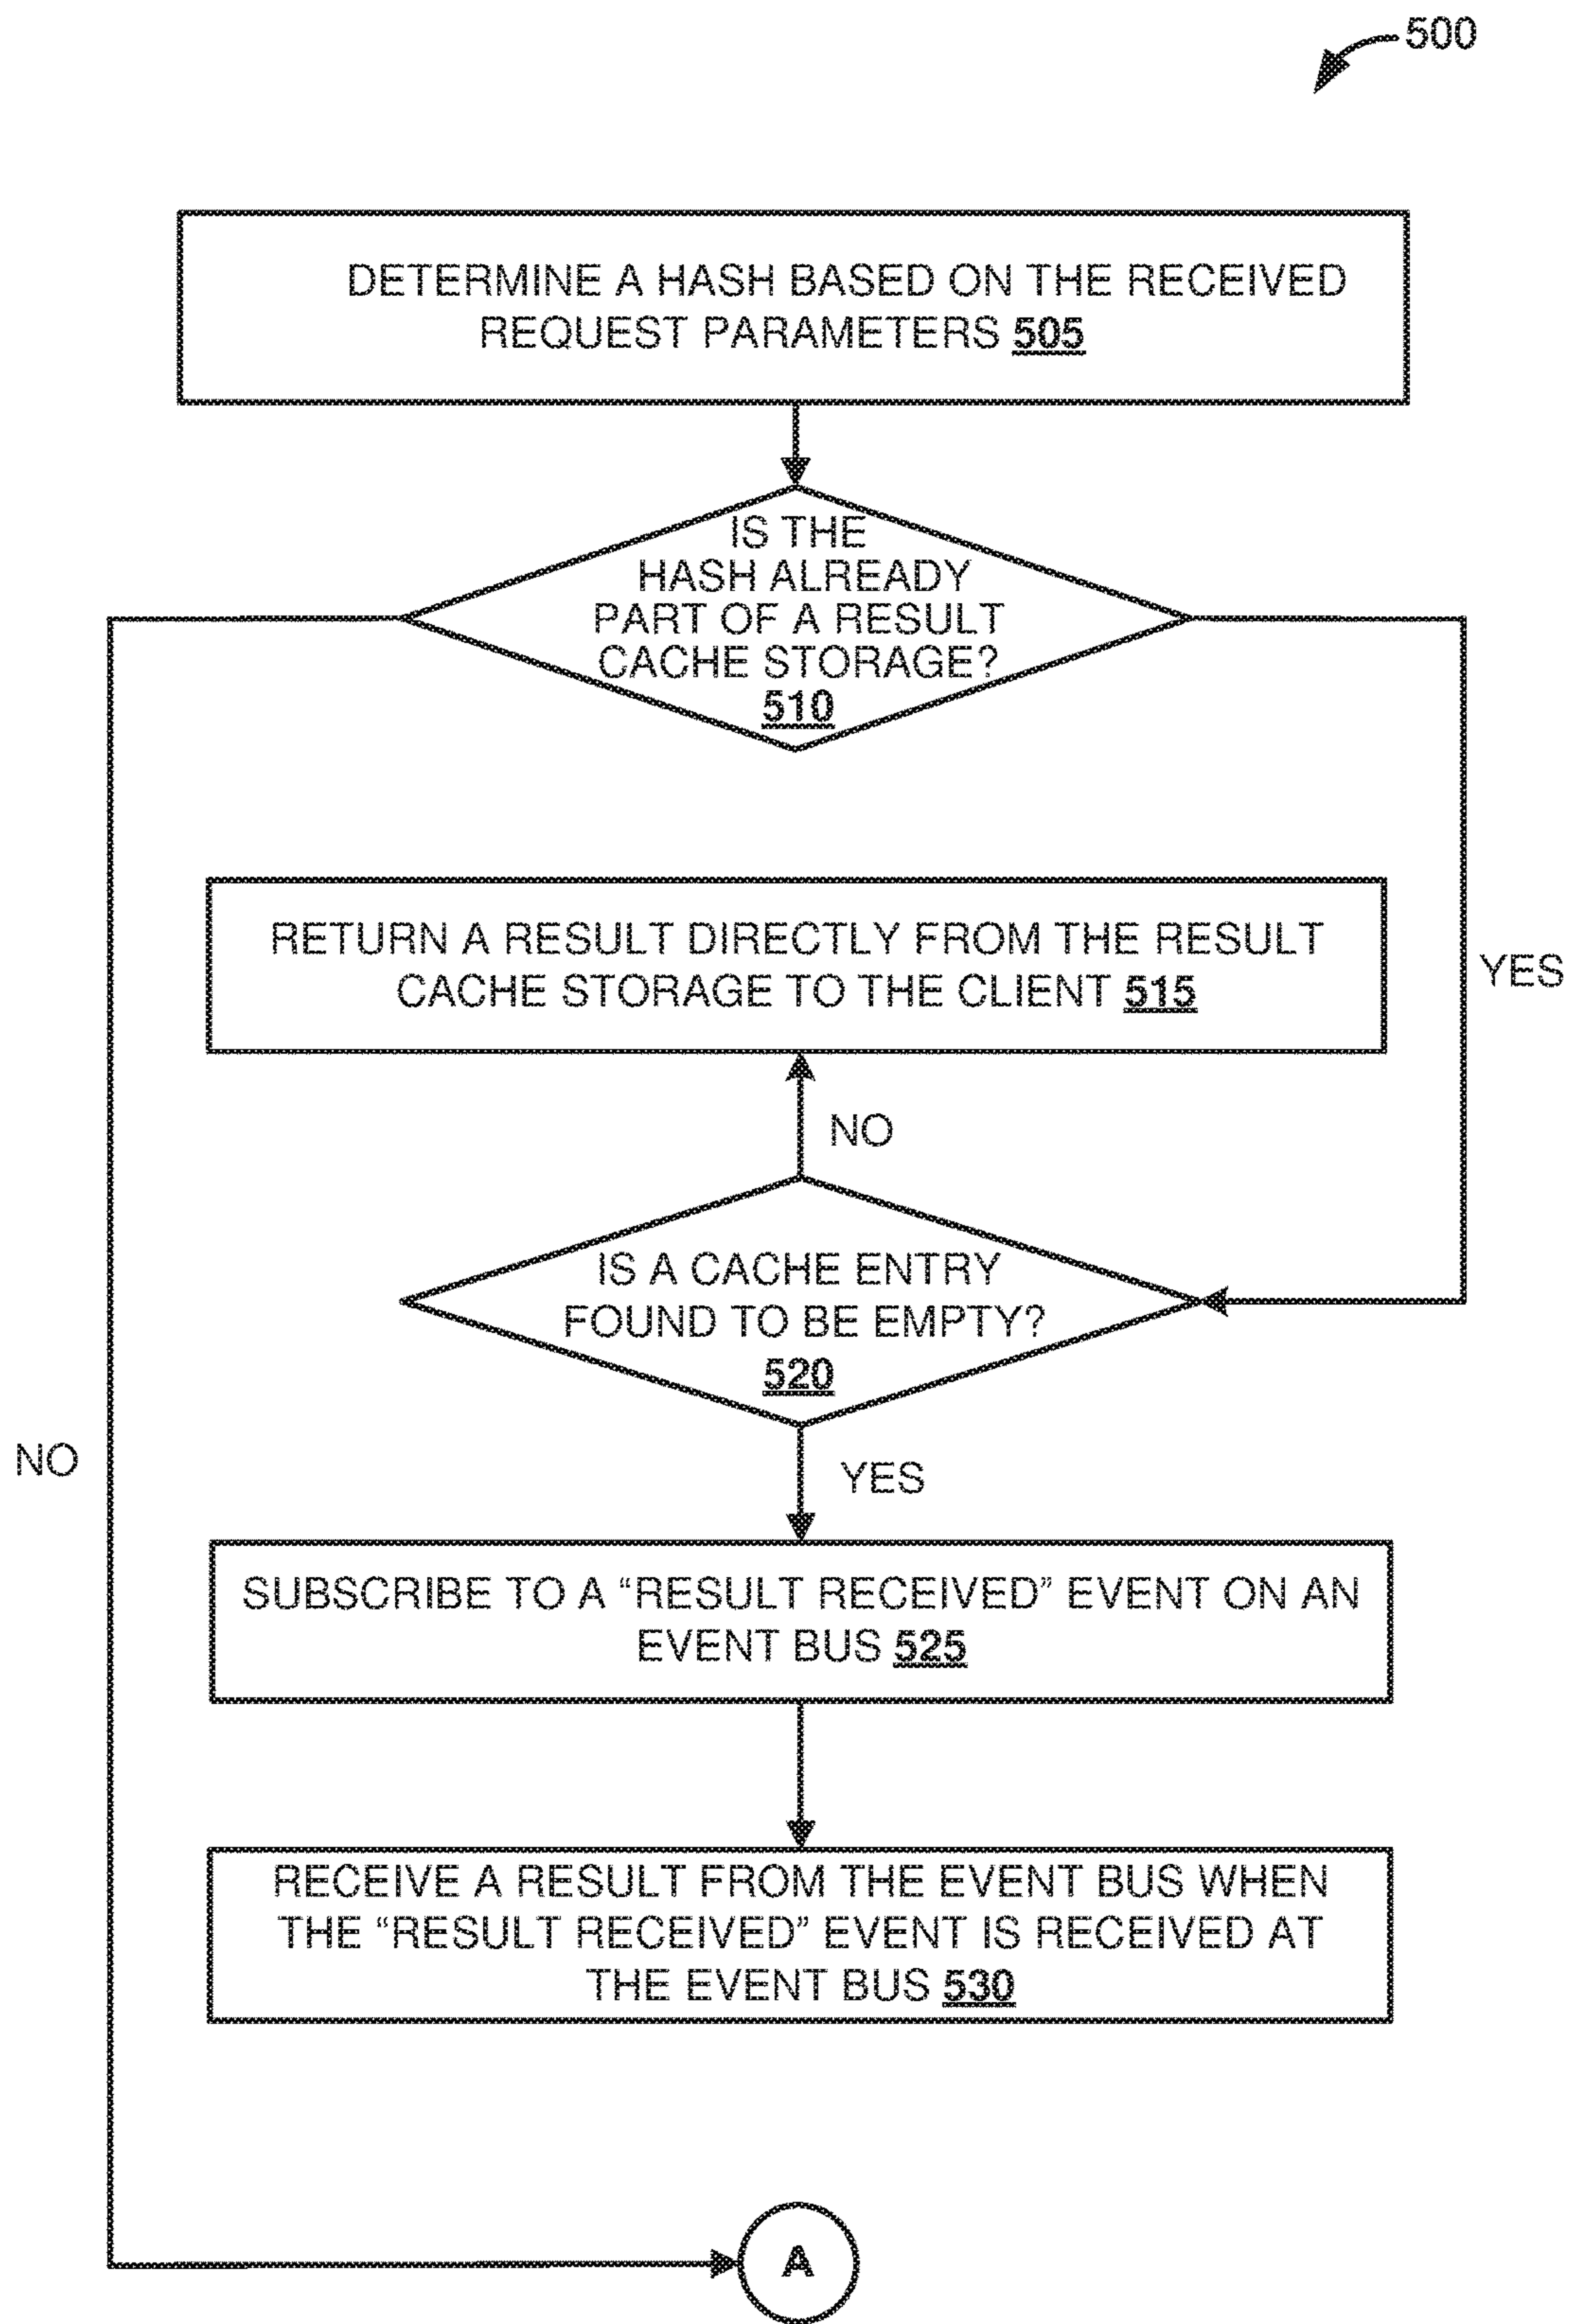 500
DETERMINE A HASH BASED ON THE RECEIVED
REQUEST PARAMETERS 505
IS THE
HASH ALREADY
PART OF A RESULT
CACHE STORAGE?
510
RETURN A RESULT DIRECTLY FROM THE RESULT
CACHE STORAGE TO THE CLIENT 515
YES
NO
IS A CACHE ENTRY
FOUND TO BE EMPTY?
520
NO
YES
SUBSCRIBE TO A “RESULT RECEIVED” EVENT ON AN
EVENT BUS 525
RECEIVE A RESULT FROM THE EVENT BUS WHEN
THE “RESULT RECEIVED” EVENT IS RECEIVED AT
THE EVENT BUS 530
A